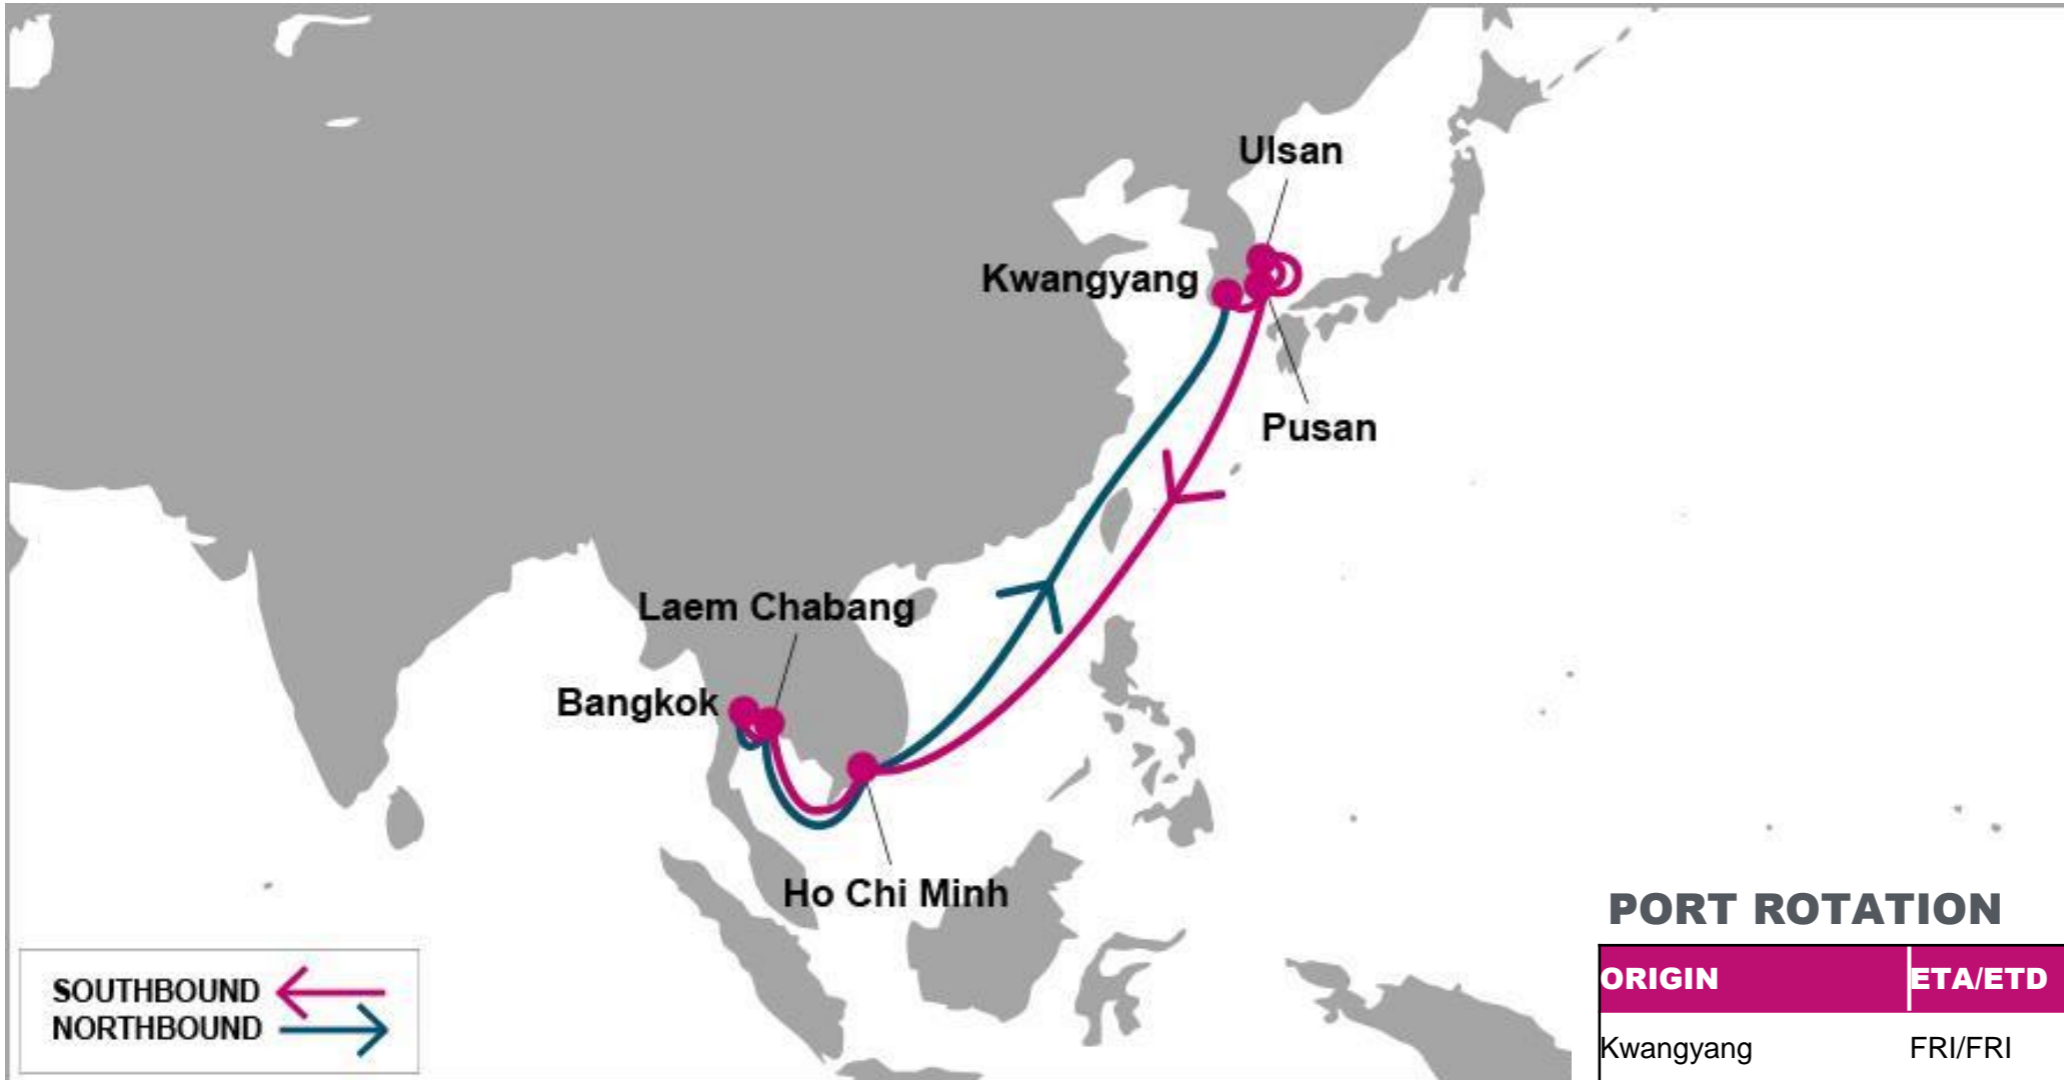 Ulsan
Kwangyang
Pusan
Laem Chabang
Bangkok
Ho Chi Minh
SOUTHBOUND
NORTHBOUND
PORT ROTATION
ORIGIN ETA/ETD
Kwangyang FRI/FRI